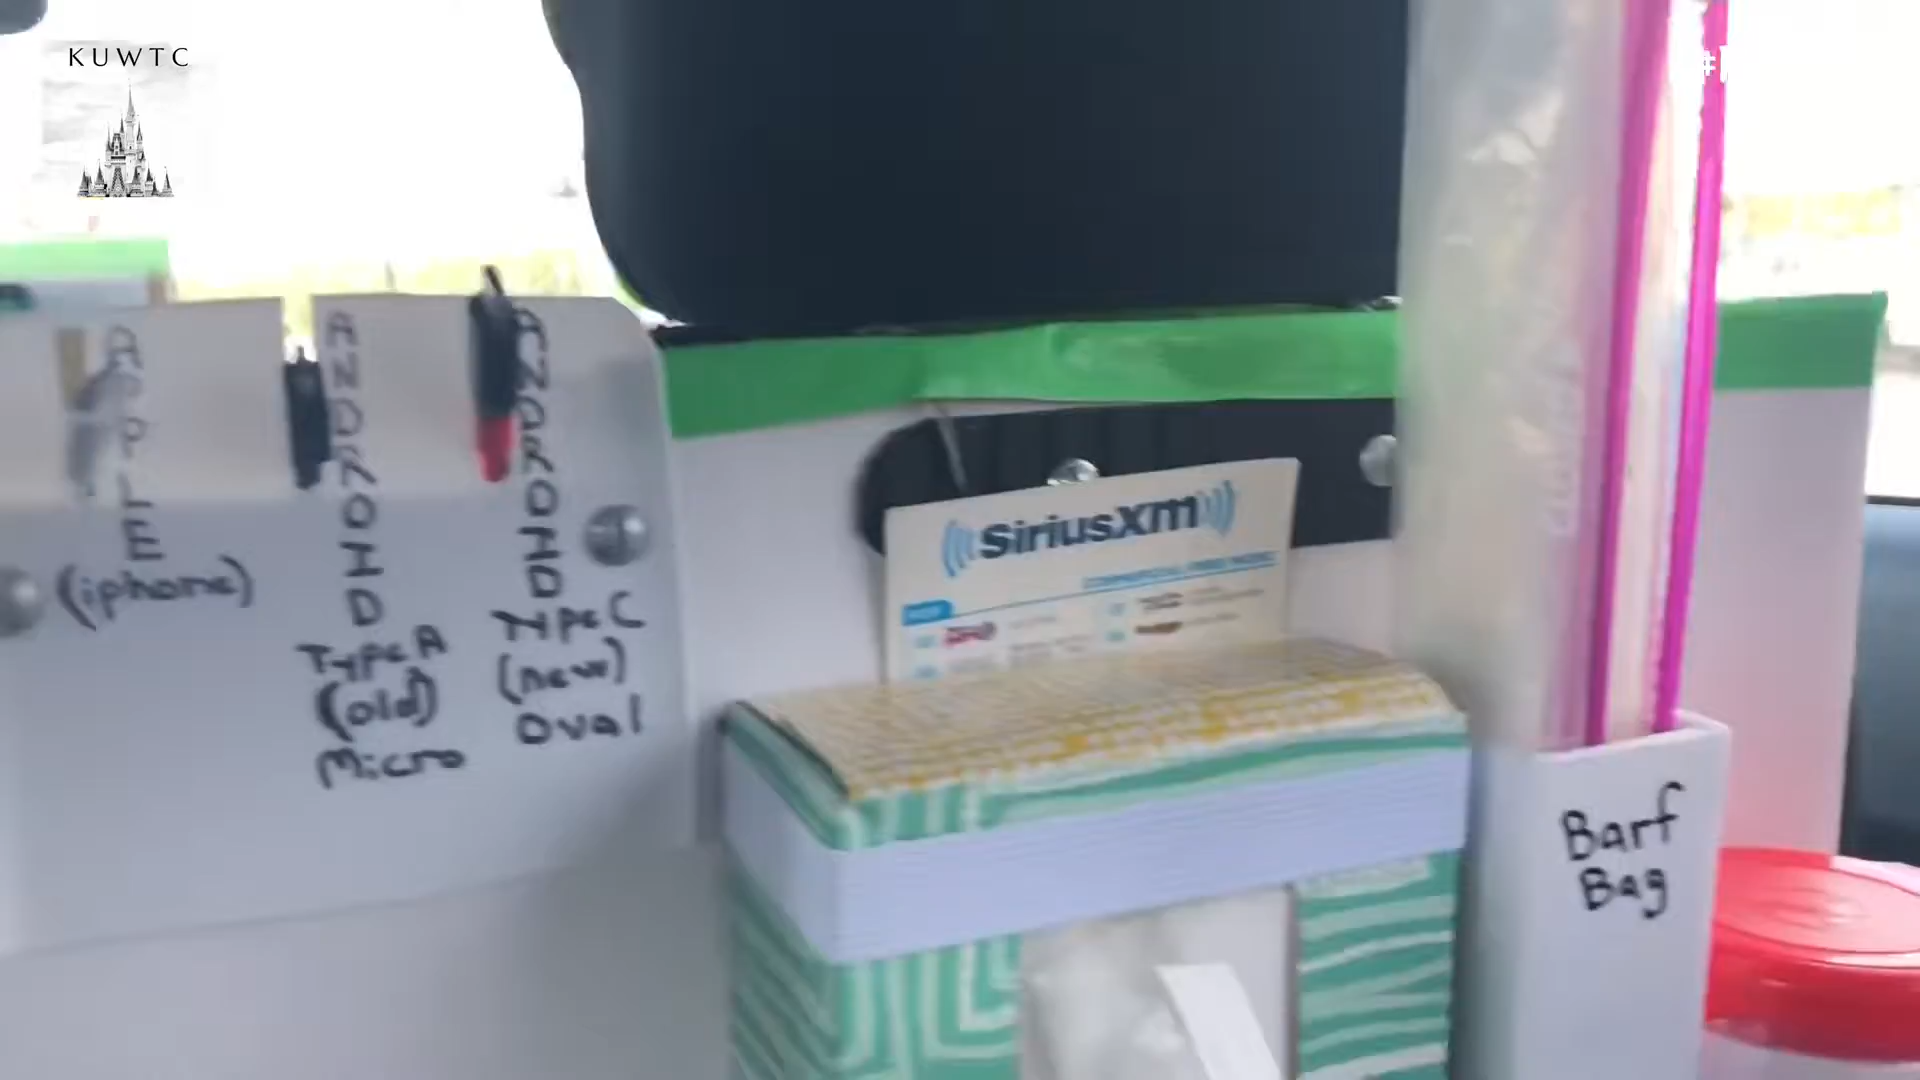 KUWTC
#
APPLE
(iphone)
ANDROID
Type A
(old)
Micro
ANDROID
Type C
(new)
Oval
SiriusXM
Barf
Bag